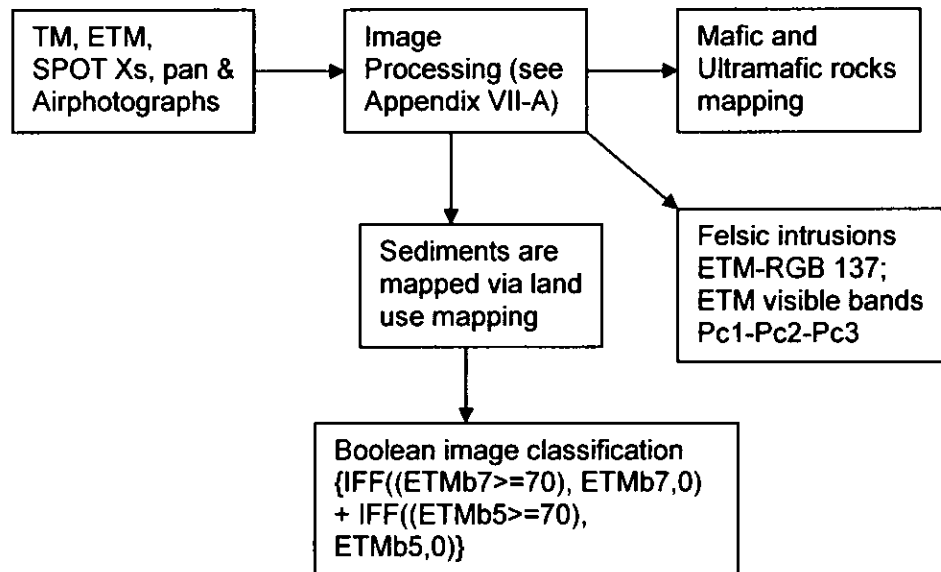 TM, ETM,
SPOT Xs, pan &
Airphotographs
Image
Processing (see
Appendix VII-A)
Mafic and
Ultramafic rocks
mapping
Sediments are
mapped via land
use mapping
Felsic intrusions
ETM-RGB 137;
ETM visible bands
Pc1-Pc2-Pc3
Boolean image classification
{IFF((ETMb7>=70), ETMb7,0)
+ IFF((ETMb5>=70),
ETMb5,0)}